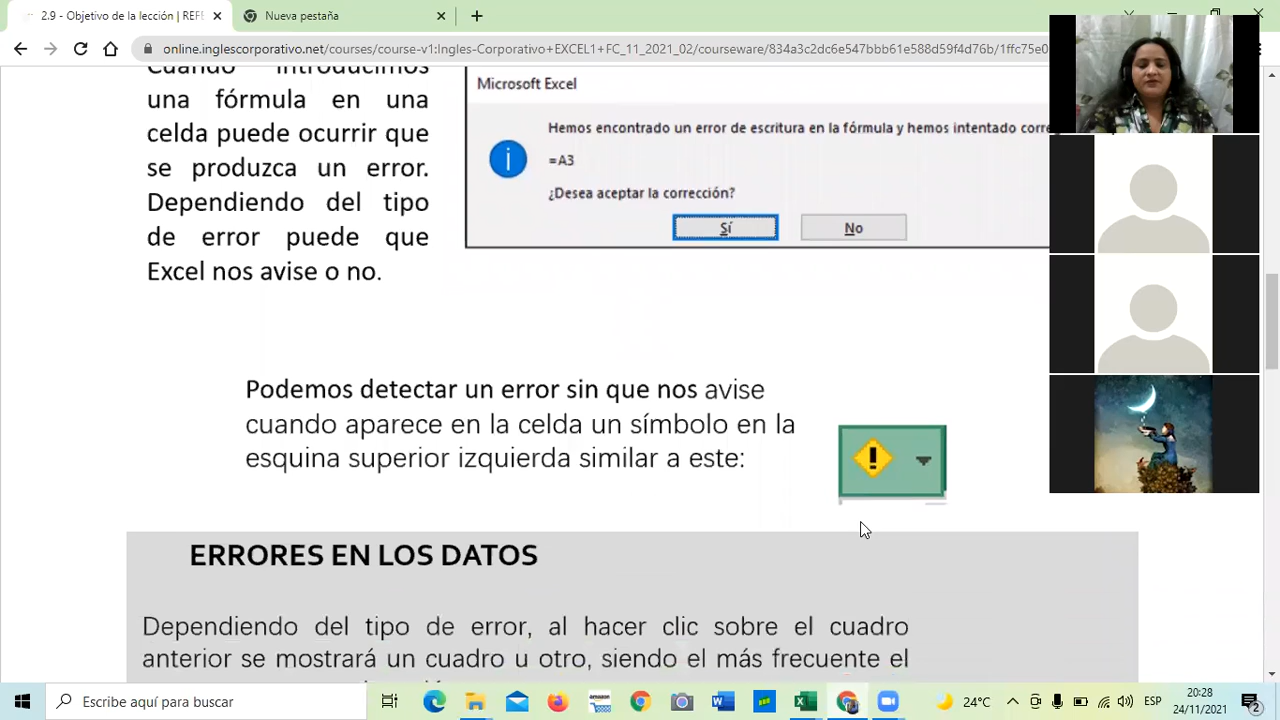 2.9 - Objetivo de la lección | REFE
Nueva pestaña
online.inglescorporativo.net/courses/course-v1:Ingles-Corporativo+EXCEL1+FC_11_2021_02/courseware/834a3c2dc6e547bbb61e588d59f4d76b/1ffc75e0
Cuando introducimos
una fórmula en una
celda puede ocurrir que
se produzca un error.
Dependiendo del tipo
de error puede que
Excel nos avise o no.
Microsoft Excel
Hemos encontrado un error de escritura en la fórmula y hemos intentado corre
=A3
¿Desea aceptar la corrección?
Sí
No
Podemos detectar un error sin que nos avise
cuando aparece en la celda un símbolo en la
esquina superior izquierda similar a este:
ERRORES EN LOS DATOS
Dependiendo del tipo de error, al hacer clic sobre el cuadro
anterior se mostrará un cuadro u otro, siendo el más frecuente el
Escribe aquí para buscar
amazon
24°C
ESP
20:28
24/11/2021
2